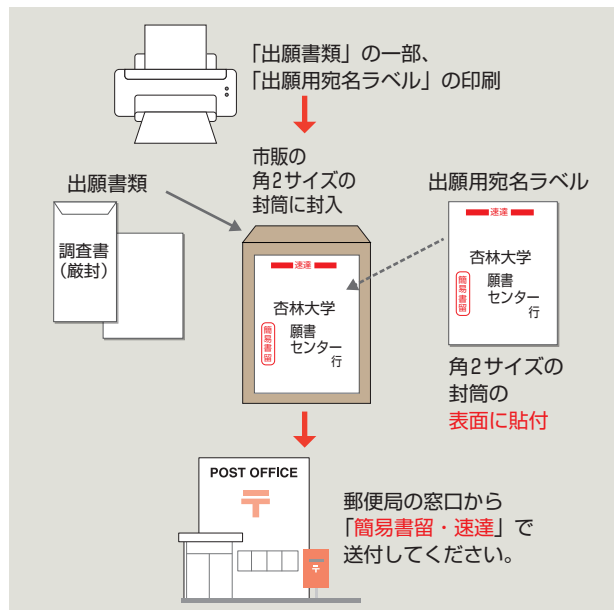 「出願書類」の一部、
「出願用宛名ラベル」の印刷
市販の
角2サイズの
封筒に封入
出願書類
調査書
（厳封）
出願用宛名ラベル
速達
杏林大学
簡易書留
願書
センター
行
速達
杏林大学
簡易書留
願書
センター
行
角2サイズの
封筒の
表面に貼付
POST OFFICE
〒
〒
郵便局の窓口から
「簡易書留・速達」で
送付してください。